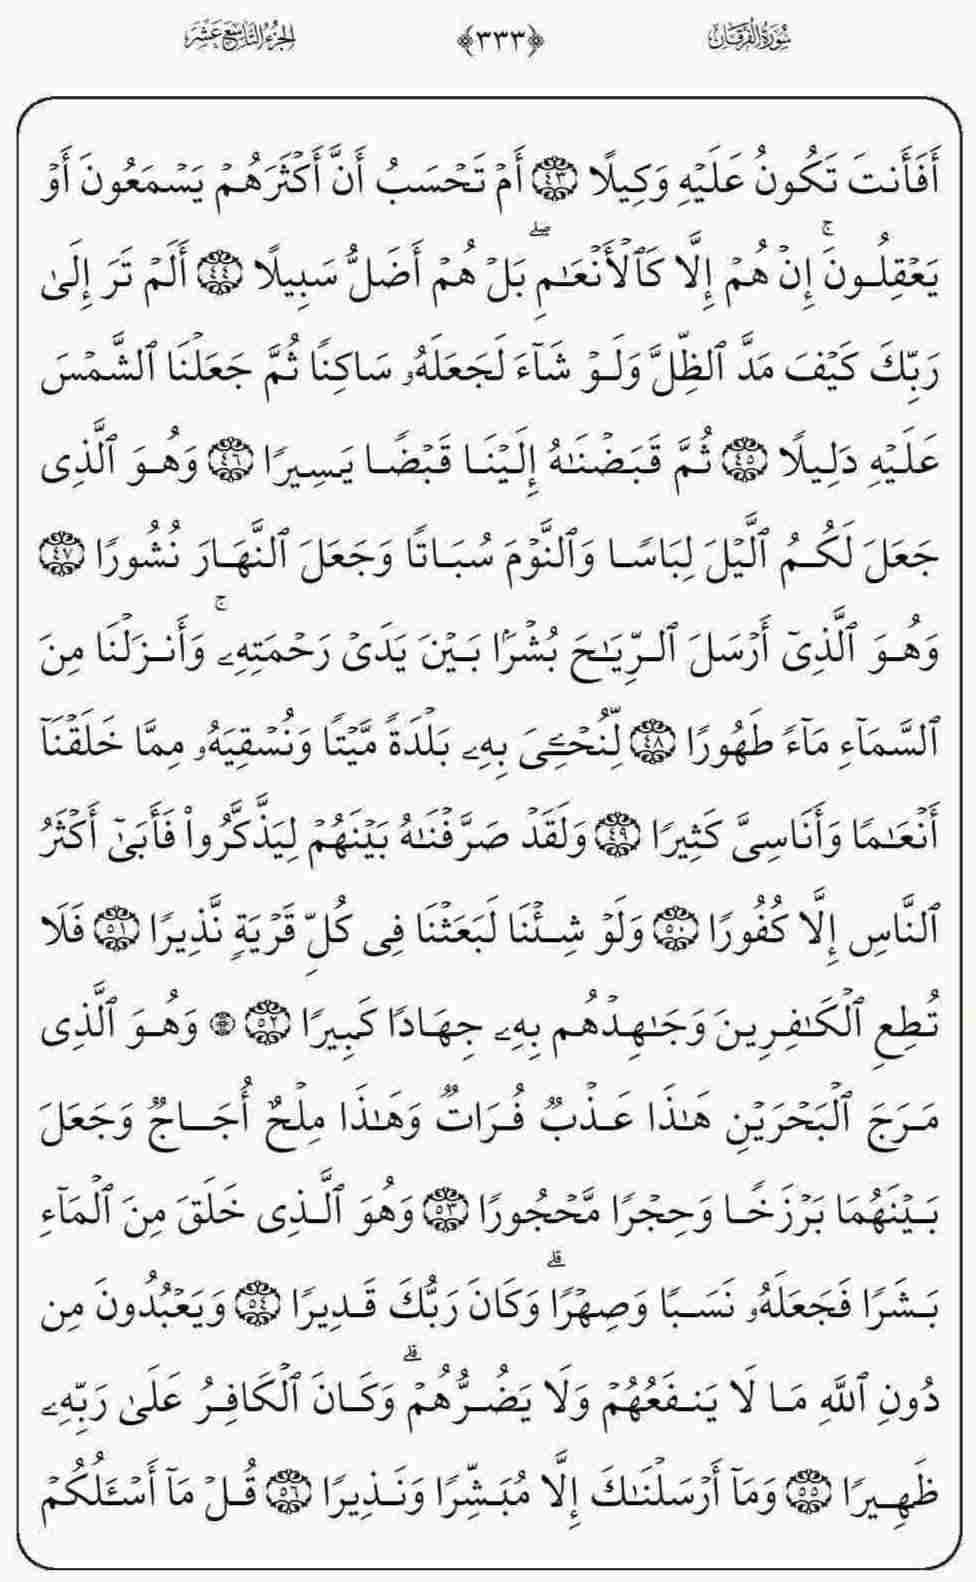 سُورَةُ الفُرْقَان ﴿٣٣٣﴾ الجُزْءُ التَّاسِعَ عَشَرَ
أَفَأَنتَ تَكُونُ عَلَيْهِ وَكِيلًا ٤٣ أَمْ تَحْسَبُ أَنَّ أَكْثَرَهُمْ يَسْمَعُونَ أَوْ
يَعْقِلُونَۚ إِنْ هُمْ إِلَّا كَٱلْأَنْعَٰمِۖ بَلْ هُمْ أَضَلُّ سَبِيلًا ٤٤ أَلَمْ تَرَ إِلَىٰ
رَبِّكَ كَيْفَ مَدَّ ٱلظِّلَّ وَلَوْ شَآءَ لَجَعَلَهُۥ سَاكِنًا ثُمَّ جَعَلْنَا ٱلشَّمْسَ
عَلَيْهِ دَلِيلًا ٤٥ ثُمَّ قَبَضْنَٰهُ إِلَيْنَا قَبْضًا يَسِيرًا ٤٦ وَهُوَ ٱلَّذِى
جَعَلَ لَكُمُ ٱلَّيْلَ لِبَاسًا وَٱلنَّوْمَ سُبَاتًا وَجَعَلَ ٱلنَّهَارَ نُشُورًا ٤٧
وَهُوَ ٱلَّذِىٓ أَرْسَلَ ٱلرِّيَٰحَ بُشْرًۢا بَيْنَ يَدَىْ رَحْمَتِهِۦۚ وَأَنزَلْنَا مِنَ
ٱلسَّمَآءِ مَآءً طَهُورًا ٤٨ لِّنُحْۦِىَ بِهِۦ بَلْدَةً مَّيْتًا وَنُسْقِيَهُۥ مِمَّا خَلَقْنَآ
أَنْعَٰمًا وَأَنَاسِىَّ كَثِيرًا ٤٩ وَلَقَدْ صَرَّفْنَٰهُ بَيْنَهُمْ لِيَذَّكَّرُوا۟ فَأَبَىٰٓ أَكْثَرُ
ٱلنَّاسِ إِلَّا كُفُورًا ٥٠ وَلَوْ شِئْنَا لَبَعَثْنَا فِى كُلِّ قَرْيَةٍ نَّذِيرًا ٥١ فَلَا
تُطِعِ ٱلْكَٰفِرِينَ وَجَٰهِدْهُم بِهِۦ جِهَادًا كَبِيرًا ٥٢ ۞ وَهُوَ ٱلَّذِى
مَرَجَ ٱلْبَحْرَيْنِ هَٰذَا عَذْبٌ فُرَاتٌ وَهَٰذَا مِلْحٌ أُجَاجٌ وَجَعَلَ
بَيْنَهُمَا بَرْزَخًا وَحِجْرًا مَّحْجُورًا ٥٣ وَهُوَ ٱلَّذِى خَلَقَ مِنَ ٱلْمَآءِ
بَشَرًا فَجَعَلَهُۥ نَسَبًا وَصِهْرًاۗ وَكَانَ رَبُّكَ قَدِيرًا ٥٤ وَيَعْبُدُونَ مِن
دُونِ ٱللَّهِ مَا لَا يَنفَعُهُمْ وَلَا يَضُرُّهُمْۗ وَكَانَ ٱلْكَافِرُ عَلَىٰ رَبِّهِۦ
ظَهِيرًا ٥٥ وَمَآ أَرْسَلْنَٰكَ إِلَّا مُبَشِّرًا وَنَذِيرًا ٥٦ قُلْ مَآ أَسْـَٔلُكُمْ